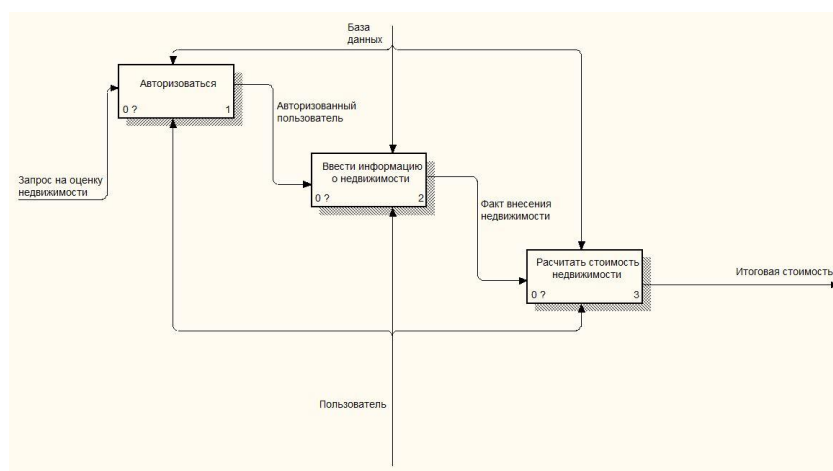 База
данных
Авторизоваться
0 ?
1
Авторизованный
пользователь
Ввести информацию
о недвижимости
0 ?
2
Запрос на оценку
недвижимости
Факт внесения
недвижимости
Расчитать стоимость
недвижимости
0 ?
3
Итоговая стоимость
Пользователь